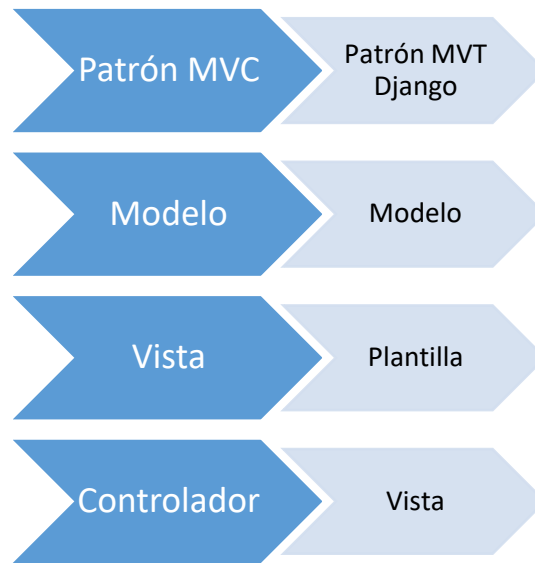 Patrón MVC
Patrón MVT
Django
Modelo
Modelo
Vista
Plantilla
Controlador
Vista